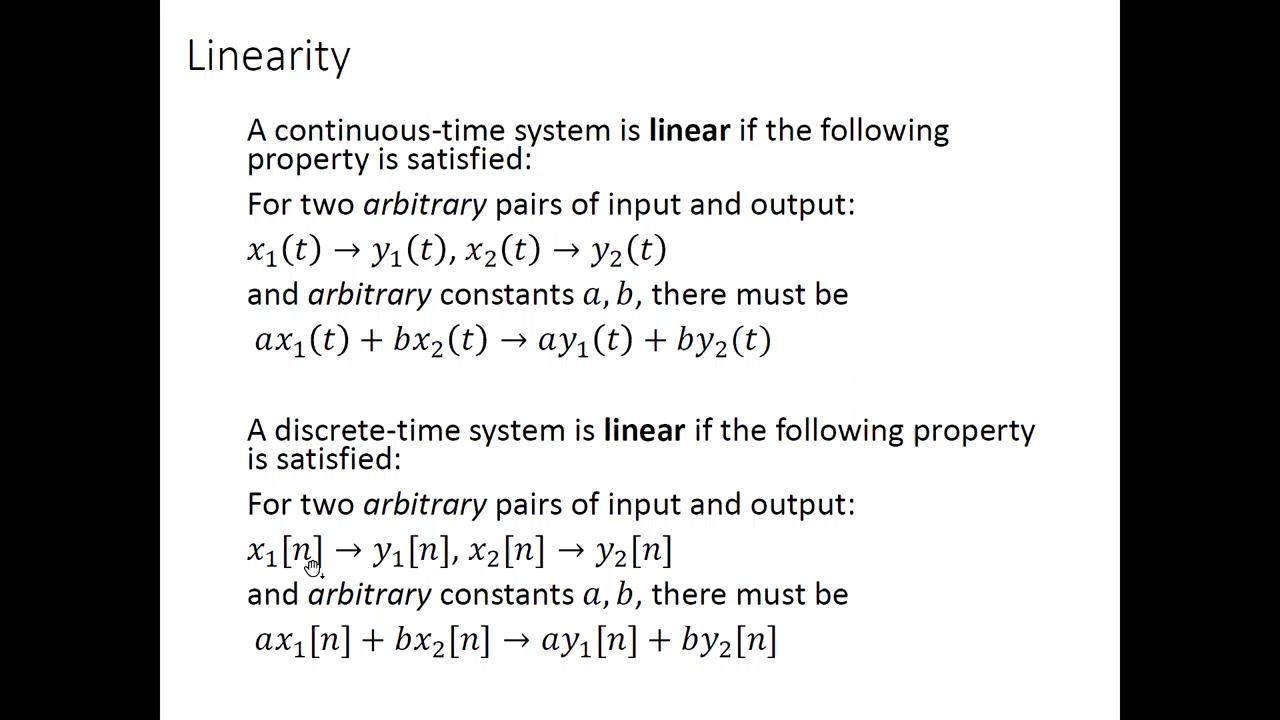 Linearity
A continuous-time system is linear if the following
property is satisfied:
For two arbitrary pairs of input and output:
x₁(t) → y₁(t), x₂(t) → y₂(t)
and arbitrary constants a, b, there must be
ax₁(t) + bx₂(t) → ay₁(t) + by₂(t)
A discrete-time system is linear if the following property
is satisfied:
For two arbitrary pairs of input and output:
x₁[n] → y₁[n], x₂[n] → y₂[n]
and arbitrary constants a, b, there must be
ax₁[n] + bx₂[n] → ay₁[n] + by₂[n]